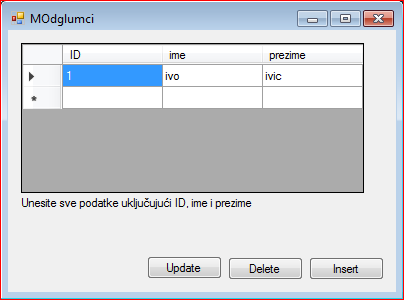 MOdglumci
ID ime prezime
1 ivo ivic
*
Unesite sve podatke uključujući ID, ime i prezime
Update Delete Insert